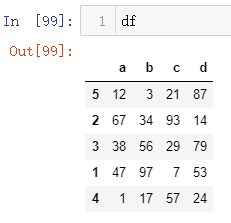 In [99]: 1 df
Out[99]:
a b c d
5 12 3 21 87
2 67 34 93 14
3 38 56 29 79
1 47 97 7 53
4 1 17 57 24